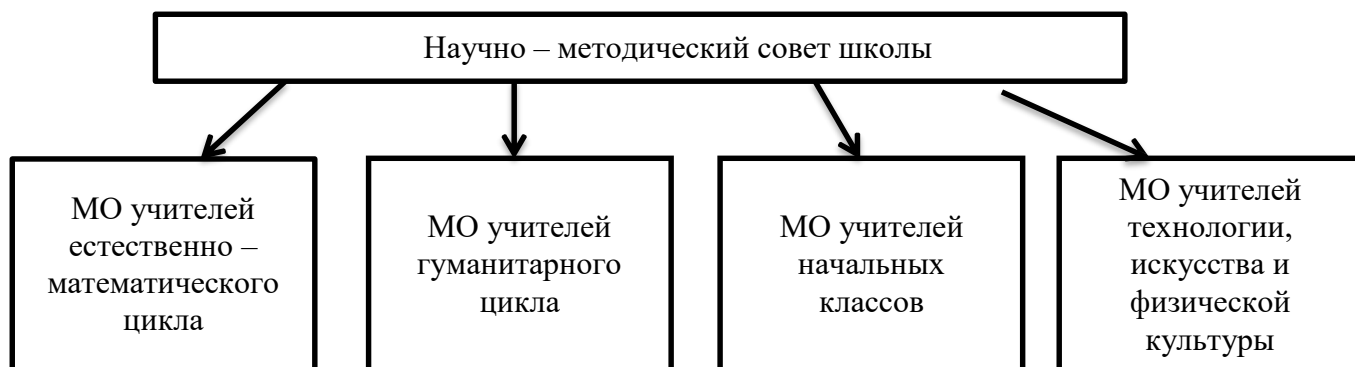 Научно – методический совет школы
МО учителей
естественно –
математического
цикла
МО учителей
гуманитарного
цикла
МО учителей
начальных
классов
МО учителей
технологии,
искусства и
физической
культуры